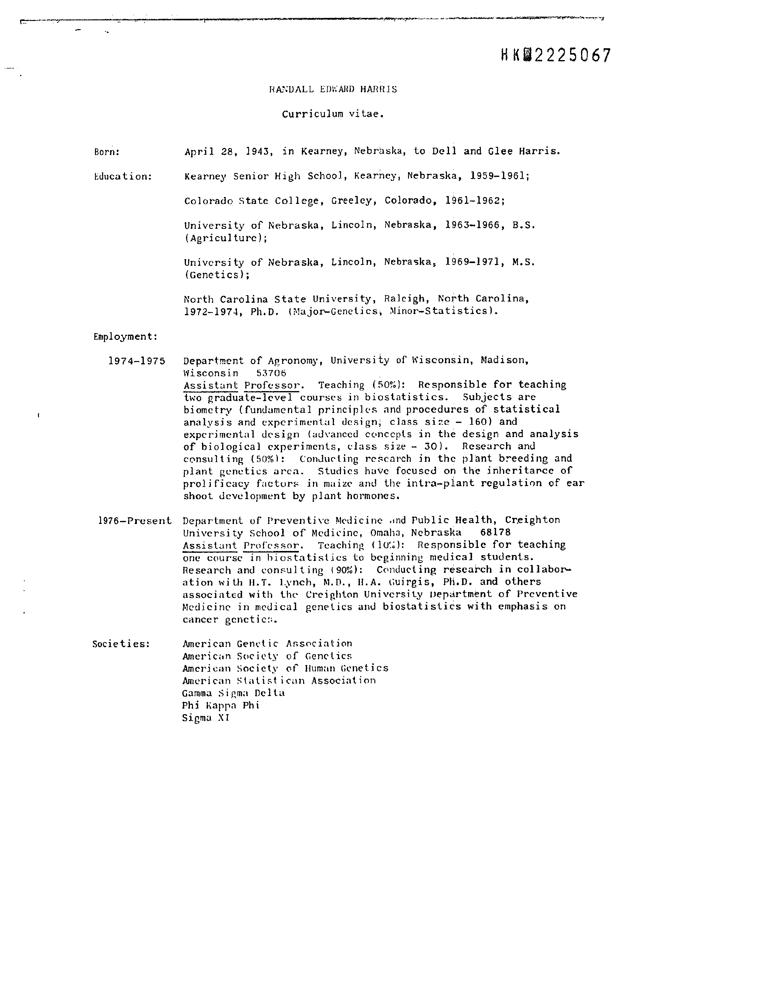 HK02225067
RANDALL EDWARD HARRIS
Curriculum vitae.
Born: April 28, 1943, in Kearney, Nebraska, to Dell and Glee Harris.
Education: Kearney Senior High School, Kearney, Nebraska, 1959-1961;
Colorado State College, Greeley, Colorado, 1961-1962;
University of Nebraska, Lincoln, Nebraska, 1963-1966, B.S.
(Agriculture);
University of Nebraska, Lincoln, Nebraska, 1969-1971, M.S.
(Genetics);
North Carolina State University, Raleigh, North Carolina,
1972-1974, Ph.D. (Major-Genetics, Minor-Statistics).
Employment:
1974-1975 Department of Agronomy, University of Wisconsin, Madison,
Wisconsin 53706
Assistant Professor. Teaching (50%): Responsible for teaching
two graduate-level courses in biostatistics. Subjects are
biometry (fundamental principles and procedures of statistical
analysis and experimental design; class size - 160) and
experimental design (advanced concepts in the design and analysis
of biological experiments, class size - 30). Research and
consulting (50%): Conducting research in the plant breeding and
plant genetics area. Studies have focused on the inheritance of
prolificacy factors in maize and the intra-plant regulation of ear
shoot development by plant hormones.
1976-Present Department of Preventive Medicine and Public Health, Creighton
University School of Medicine, Omaha, Nebraska 68178
Assistant Professor. Teaching (10%): Responsible for teaching
one course in biostatistics to beginning medical students.
Research and consulting (90%): Conducting research in collabor-
ation with H.T. Lynch, M.D., H.A. Guirgis, Ph.D. and others
associated with the Creighton University Department of Preventive
Medicine in medical genetics and biostatistics with emphasis on
cancer genetics.
Societies: American Genetic Association
American Society of Genetics
American Society of Human Genetics
American Statistican Association
Gamma Sigma Delta
Phi Kappa Phi
Sigma XI